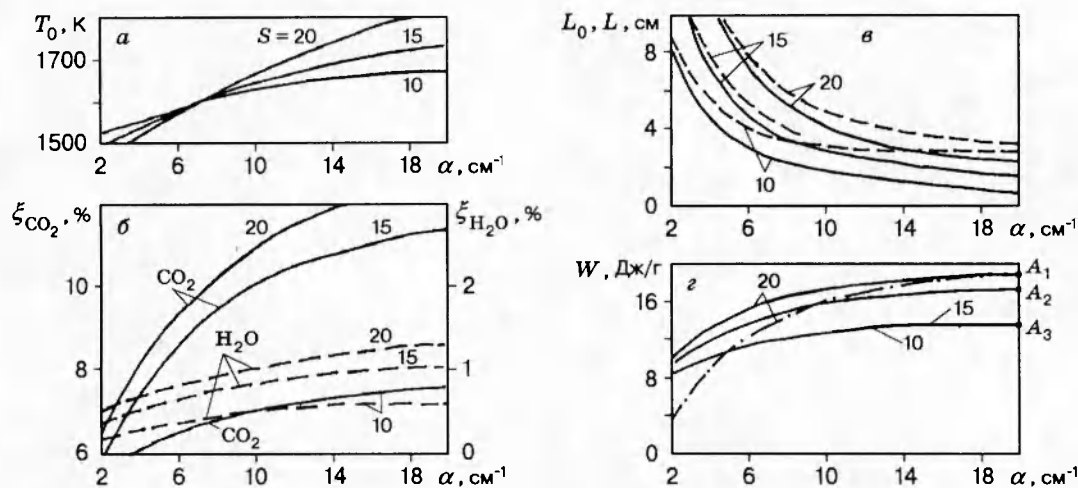 T₀, К
a
S = 20
15
10
1700
1500
2 6 10 14 18 α, см⁻¹
ξCO₂, %
б
20
15
ξH₂O, %
CO₂
10
8
6
H₂O
20
15
CO₂
10
2
1
0
2 6 10 14 18 α, см⁻¹
L₀, L, см
в
8
4
0
15
20
10
2 6 10 14 18 α, см⁻¹
W, Дж/г
г
16
8
0
20
15
10
A₁
A₂
A₃
2 6 10 14 18 α, см⁻¹